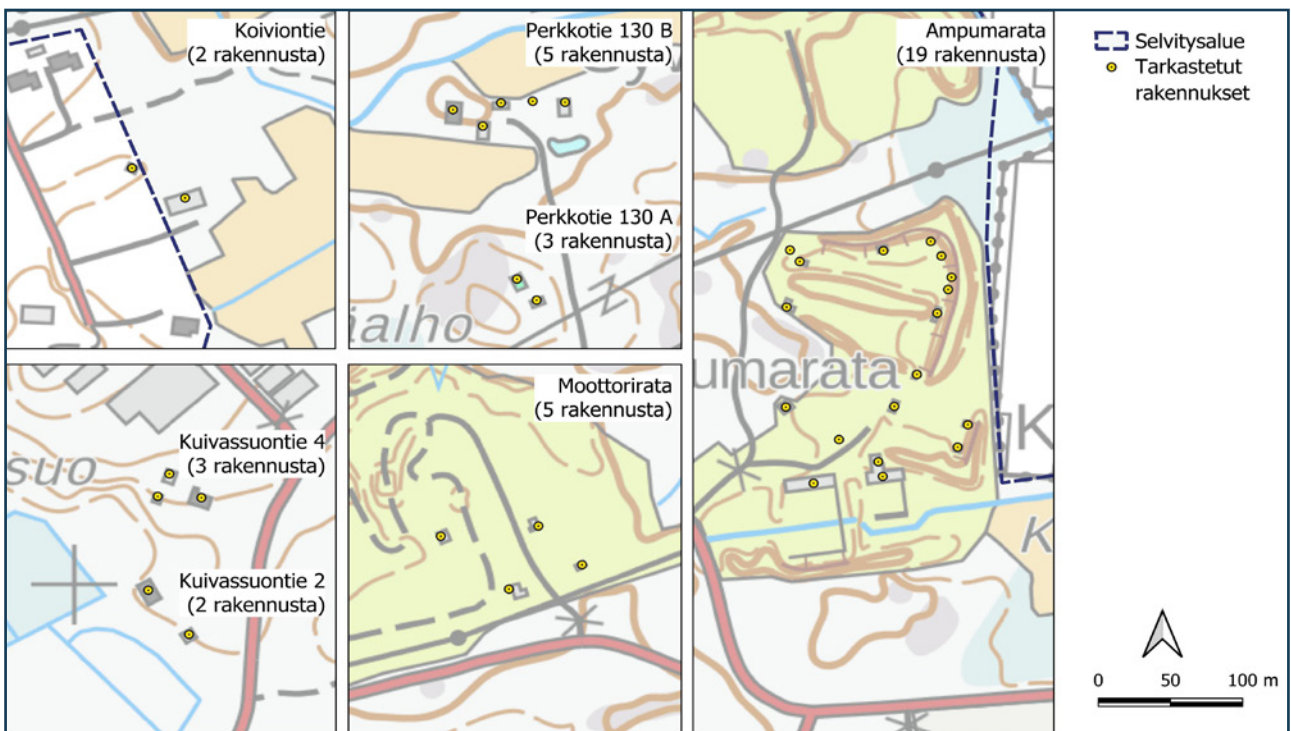 Koiviontie
(2 rakennusta)
Perkkotie 130 B
(5 rakennusta)
Perkkotie 130 A
(3 rakennusta)
ialho
Ampumarata
(19 rakennusta)
umarata
K
K
Selvitysalue
Tarkastetut
rakennukset
Kuivassuontie 4
(3 rakennusta)
suo
Kuivassuontie 2
(2 rakennusta)
Moottorirata
(5 rakennusta)
0 50 100 m